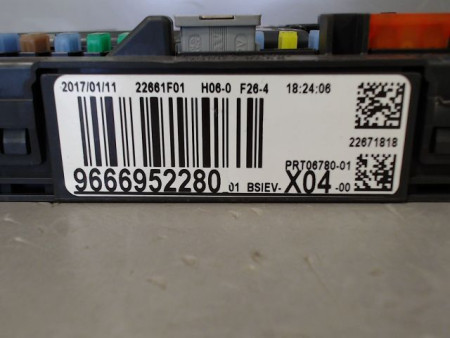 2017/01/11 22661F01 H06-0 F26-4 18:24:06
22671818
PRT06780-01
9666952280 01 BSIEV- X04 -00